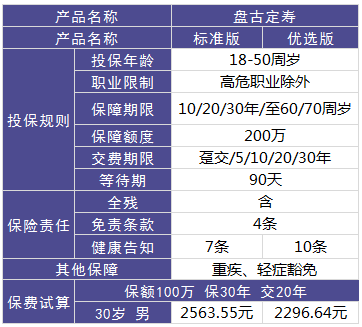 产品名称 盘古定寿
产品名称 标准版 优选版
投保规则 投保年龄 18-50周岁
职业限制 高危职业除外
保障期限 10/20/30年/至60/70周岁
保障额度 200万
交费期限 趸交/5/10/20/30年
等待期 90天
保险责任 全残 含
免责条款 4条
健康告知 7条 10条
其他保障 重疾、轻症豁免
保费试算 保额100万 保30年 交20年
30岁 男 2563.55元 2296.64元